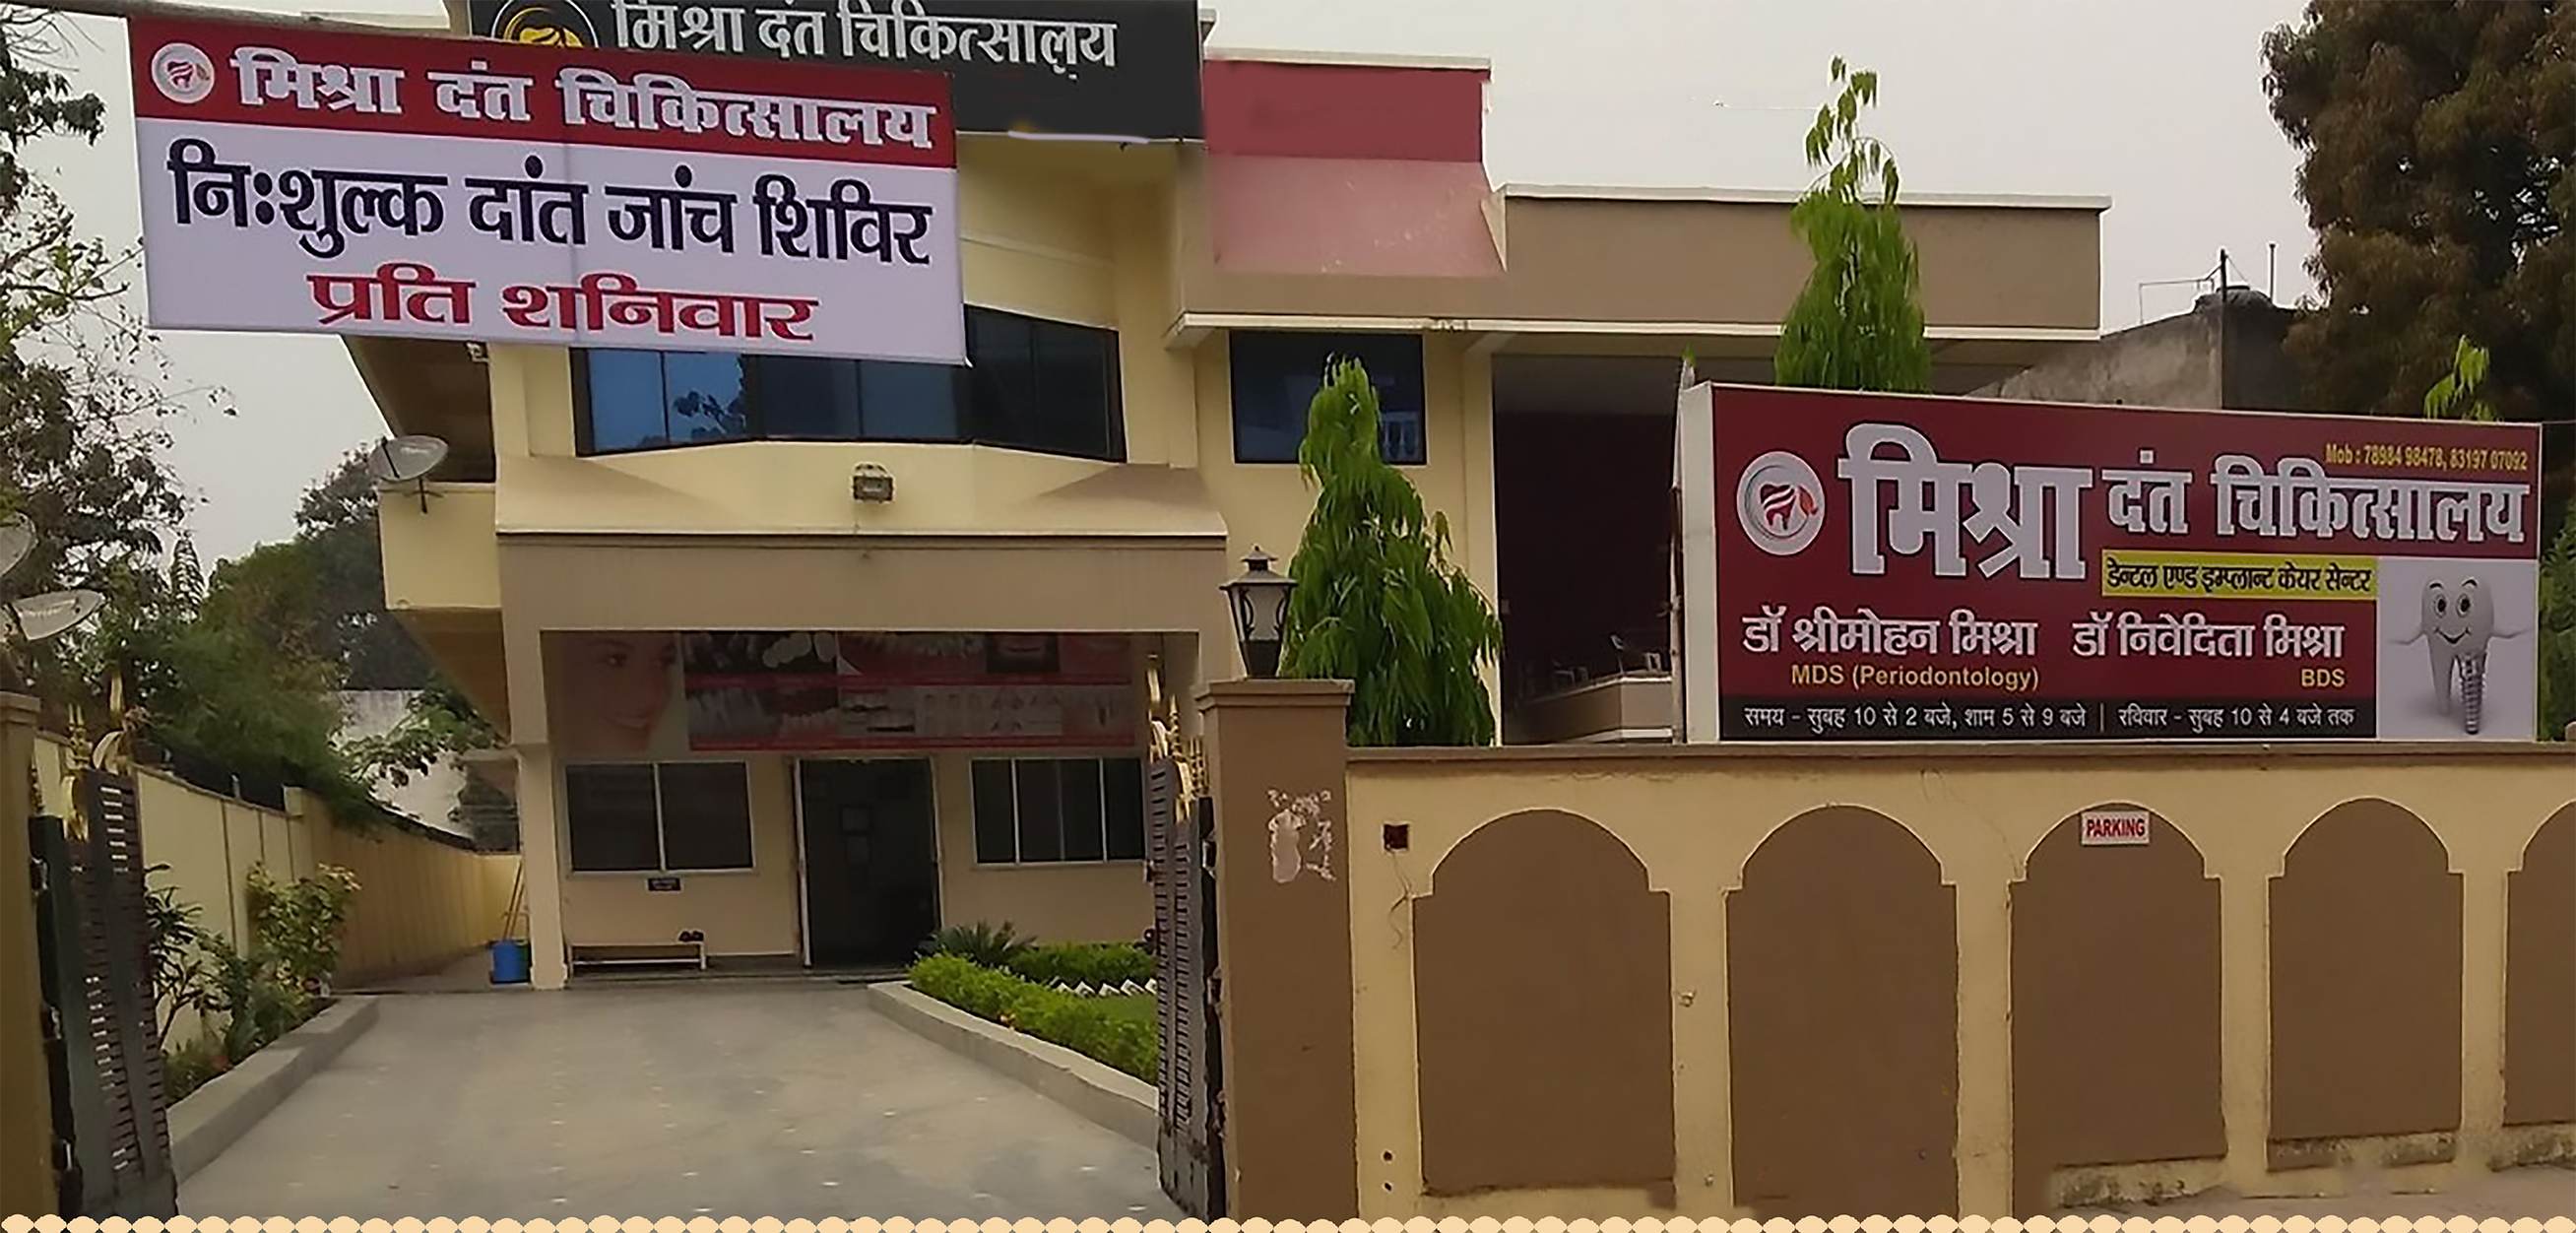 मिश्रा दंत चिकित्सालय
मिश्रा दंत चिकित्सालय
निःशुल्क दांत जांच शिविर
प्रति शनिवार
Mob : 78984 98478, 83197 07092
मिश्रा दंत चिकित्सालय
डेन्टल एण्ड इम्प्लान्ट केयर सेन्टर
डॉ श्रीमोहन मिश्रा डॉ निवेदिता मिश्रा
MDS (Periodontology) BDS
समय - सुबह 10 से 2 बजे, शाम 5 से 9 बजे | रविवार - सुबह 10 से 4 बजे तक
PARKING